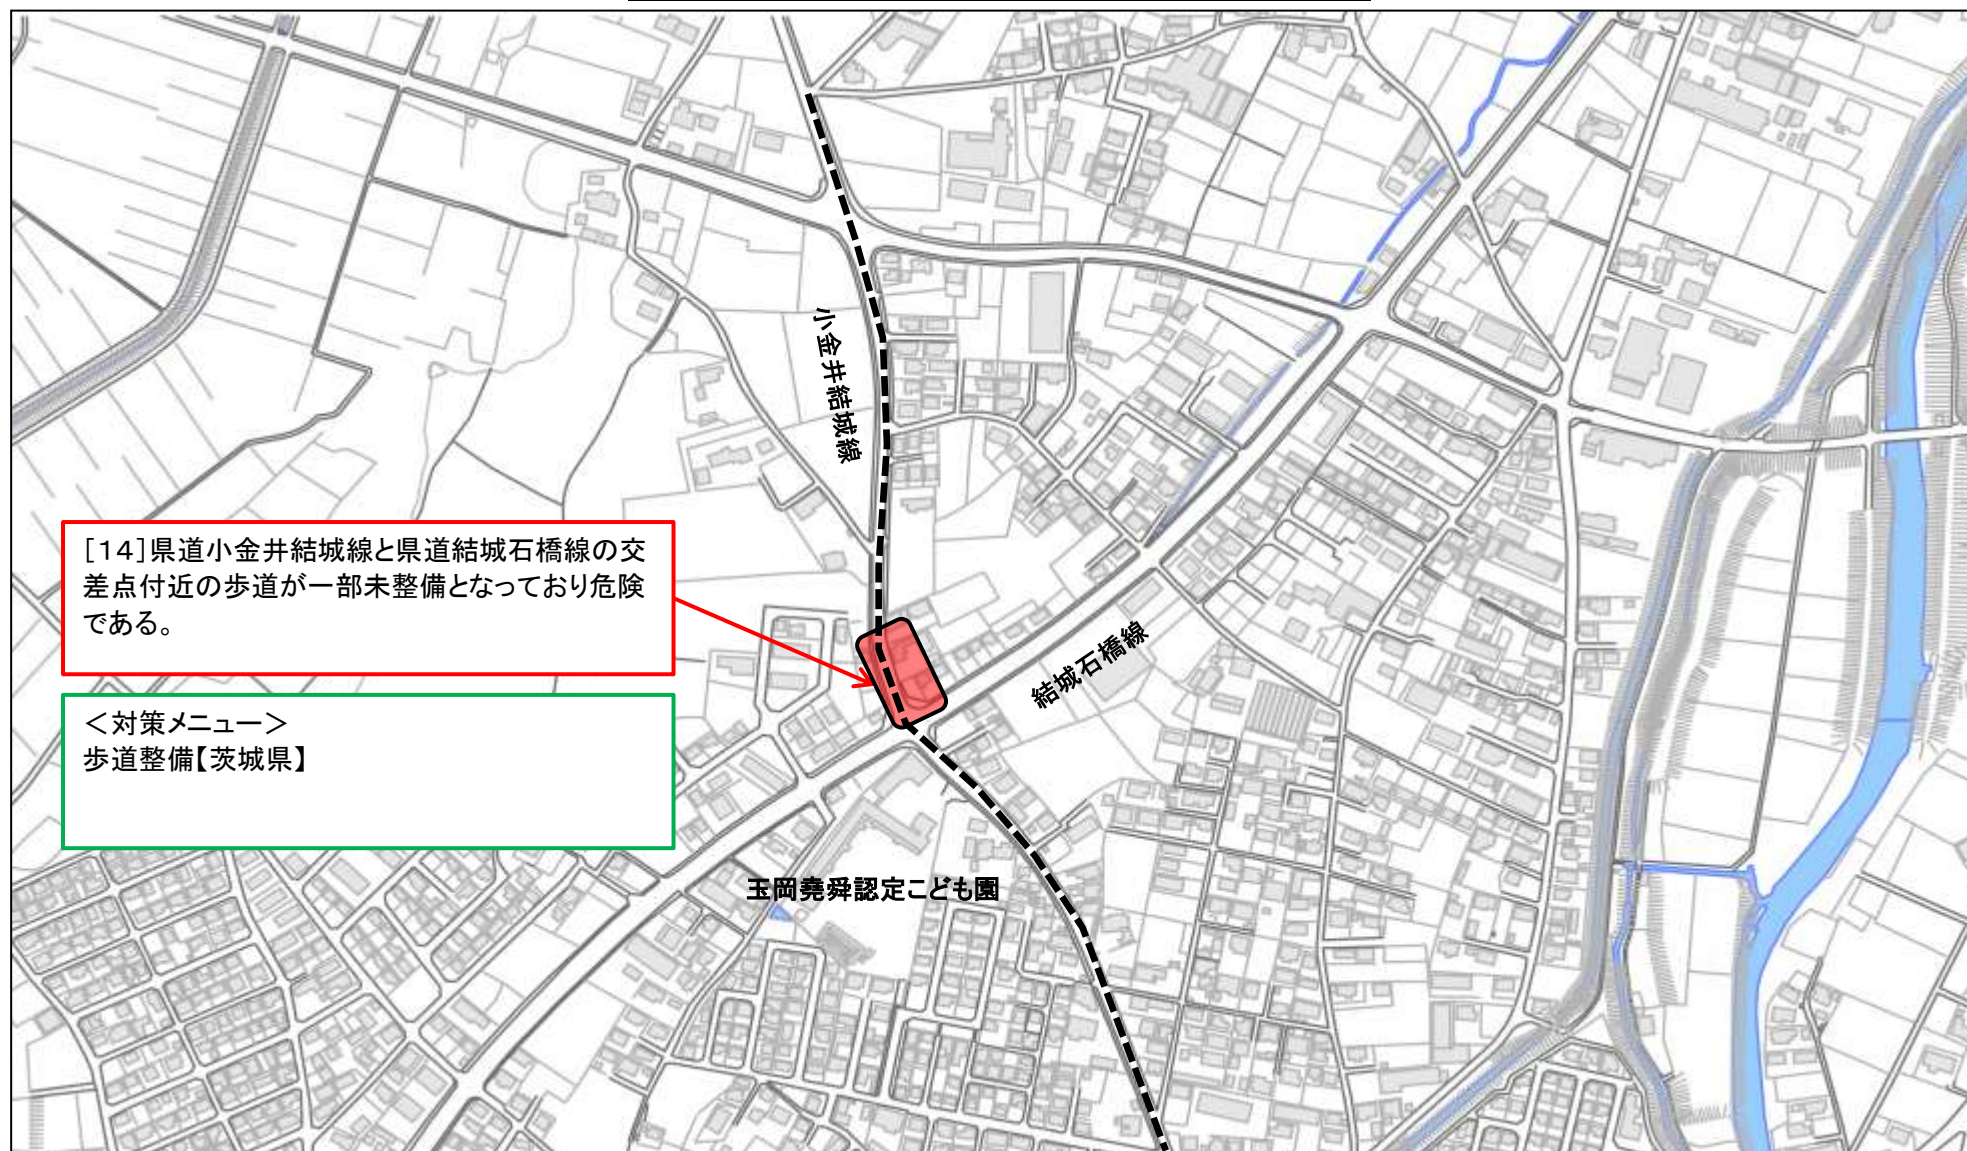 小金井結城線
[14]県道小金井結城線と県道結城石橋線の交
差点付近の歩道が一部未整備となっており危険
である。
結城石橋線
＜対策メニュー＞
歩道整備【茨城県】
玉岡堯舜認定こども園